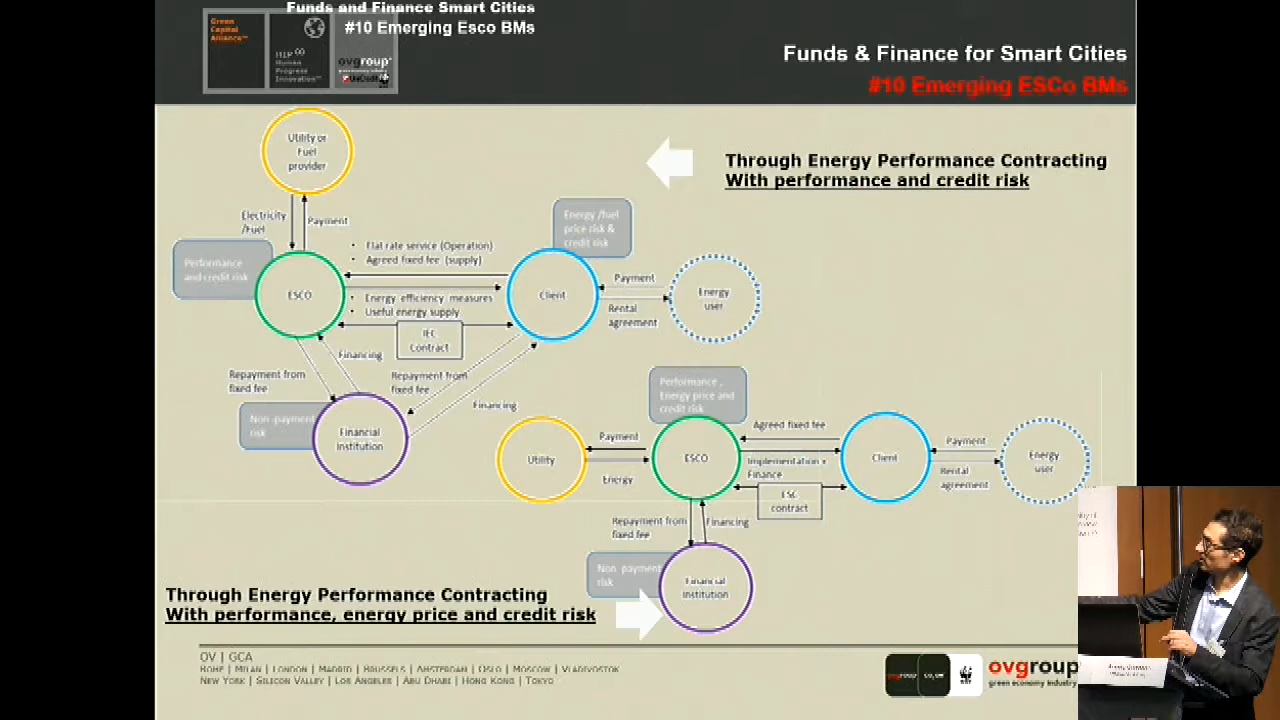 Funds and Finance Smart Cities
#10 Emerging Esco BMs
Green
Capital
Alliance™
HIP
Human
Progress
Innovation™
ovgroup
Funds & Finance for Smart Cities
#10 Emerging ESCo BMs
Utility or
Fuel
provider
Through Energy Performance Contracting
With performance and credit risk
Electricity
/Fuel
Payment
Energy /fuel
price risk &
credit risk
• Flat rate service (Operation)
• Agreed fixed fee (supply)
Performance
and credit risk
ESCO
Client
Payment
Rental
agreement
Energy
user
• Energy efficiency measures
• Useful energy supply
IEC
Contract
Financing
Repayment from
fixed fee
Repayment from
fixed fee
Financing
Non-payment
risk
Financial
Institution
Performance ,
Energy price and
credit risk
Utility
Payment
Energy
ESCO
Agreed fixed fee
Implementation +
Finance
ESC
contract
Client
Payment
Rental
agreement
Energy
user
Repayment from
fixed fee
Financing
Non payment
risk
Financial
Institution
Through Energy Performance Contracting
With performance, energy price and credit risk
OV | GCA
ROME | MILAN | LONDON | MADRID | BRUSSELS | AMSTERDAM | OSLO | MOSCOW | VLADIVOSTOK
NEW YORK | SILICON VALLEY | LOS ANGELES | ABU DHABI | HONG KONG | TOKYO
ovgroup
green economy industry